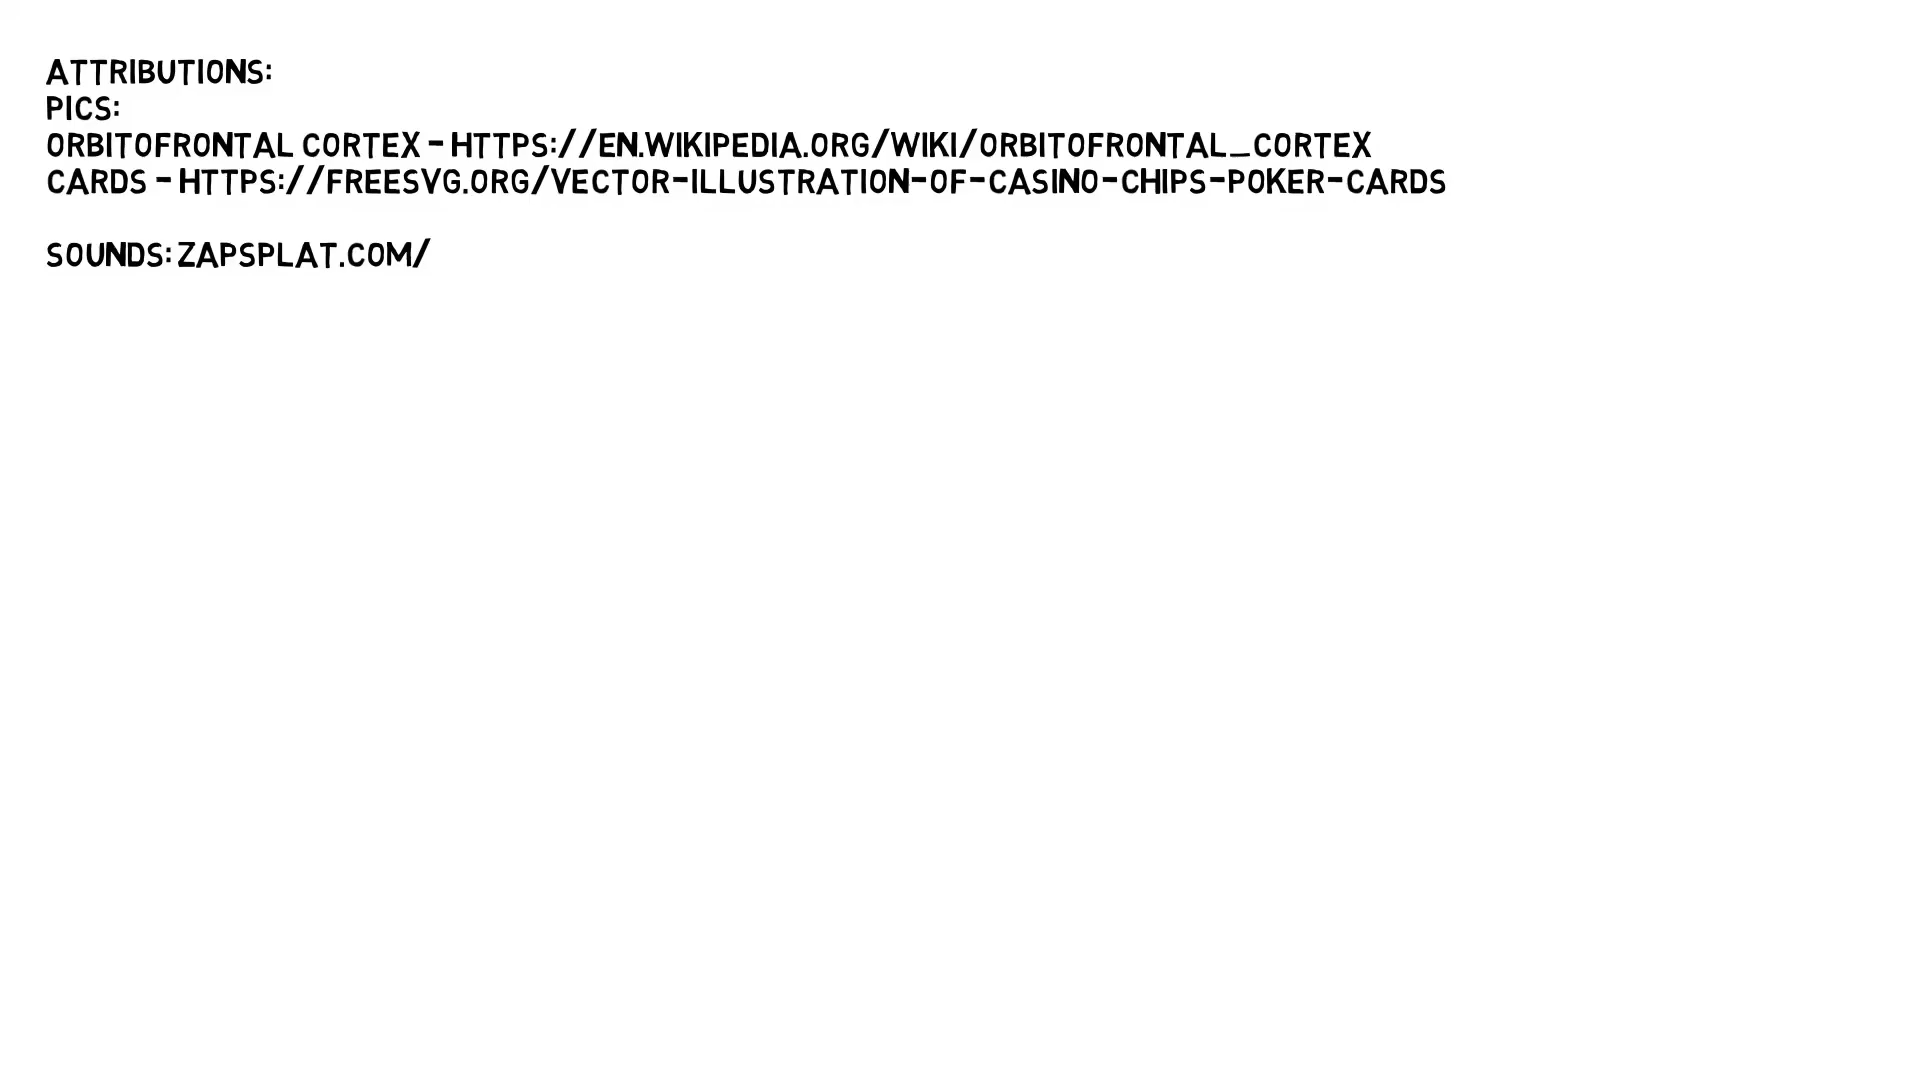 ATTRIBUTIONS:
PICS:
ORBITOFRONTAL CORTEX - HTTPS://EN.WIKIPEDIA.ORG/WIKI/ORBITOFRONTAL_CORTEX
CARDS - HTTPS://FREESVG.ORG/VECTOR-ILLUSTRATION-OF-CASINO-CHIPS-POKER-CARDS
SOUNDS: ZAPSPLAT.COM/